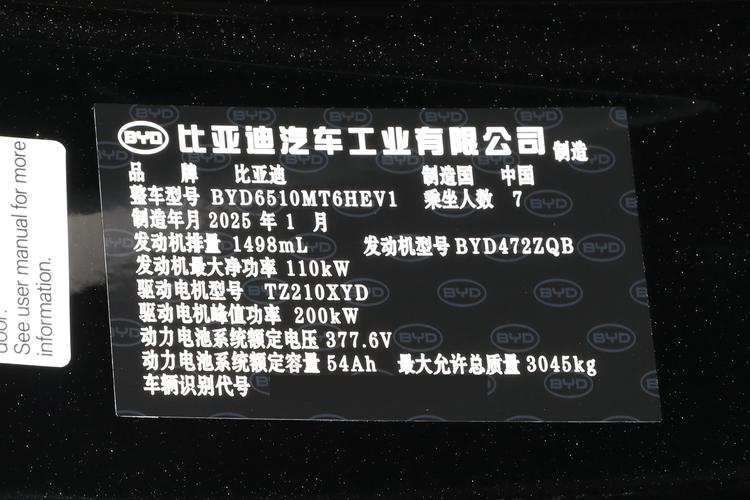 BYD 比亚迪汽车工业有限公司 制造
品 牌 比亚迪 制造国 中国
整车型号 BYD6510MT6HEV1 乘坐人数 7
制造年月 2025 年 1 月
发动机排量 1498mL 发动机型号 BYD472ZQB
发动机最大净功率 110kW
驱动电机型号 TZ210XYD
驱动电机峰值功率 200kW
动力电池系统额定电压 377.6V
动力电池系统额定容量 54Ah 最大允许总质量 3045kg
车辆识别代号
door.
See user manual for more
information.